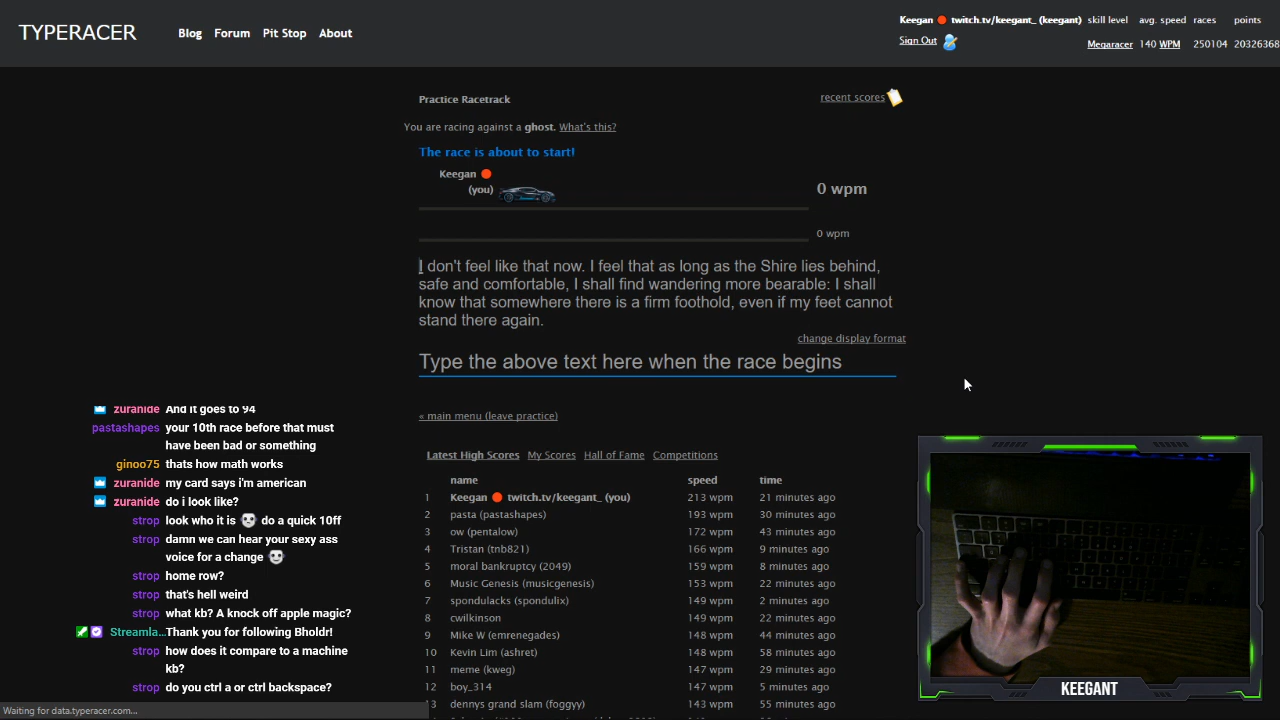 TYPERACER
Blog Forum Pit Stop About
Keegan twitch.tv/keegant_ (keegant) skill level avg. speed races points
Sign Out Megaracer 140 WPM 250104 20326368
Practice Racetrack
recent scores
You are racing against a ghost. What's this?
The race is about to start!
Keegan
(you)
0 wpm
0 wpm
I don't feel like that now. I feel that as long as the Shire lies behind,
safe and comfortable, I shall find wandering more bearable: I shall
know that somewhere there is a firm foothold, even if my feet cannot
stand there again.
change display format
Type the above text here when the race begins
« main menu (leave practice)
Latest High Scores My Scores Hall of Fame Competitions
name speed time
1 Keegan twitch.tv/keegant_ (you) 213 wpm 21 minutes ago
2 pasta (pastashapes) 193 wpm 30 minutes ago
3 ow (pentalow) 172 wpm 43 minutes ago
4 Tristan (tnb821) 166 wpm 9 minutes ago
5 moral bankruptcy (2049) 159 wpm 8 minutes ago
6 Music Genesis (musicgenesis) 153 wpm 22 minutes ago
7 spondulacks (spondulix) 149 wpm 2 minutes ago
8 cwilkinson 149 wpm 22 minutes ago
9 Mike W (emrenegades) 148 wpm 44 minutes ago
10 Kevin Lim (ashret) 148 wpm 58 minutes ago
11 meme (kweg) 147 wpm 29 minutes ago
12 boy_314 147 wpm 5 minutes ago
13 dennys grand slam (foggyy) 143 wpm 55 minutes ago
zuranide And it goes to 94
pastashapes your 10th race before that must
have been bad or something
ginoo75 thats how math works
zuranide my card says i'm american
zuranide do i look like?
strop look who it is do a quick 10ff
strop damn we can hear your sexy ass
voice for a change
strop home row?
strop that's hell weird
strop what kb? A knock off apple magic?
Streamla... Thank you for following Bholdr!
strop how does it compare to a machine
kb?
strop do you ctrl a or ctrl backspace?
Waiting for data.typeracer.com...
KEEGANT